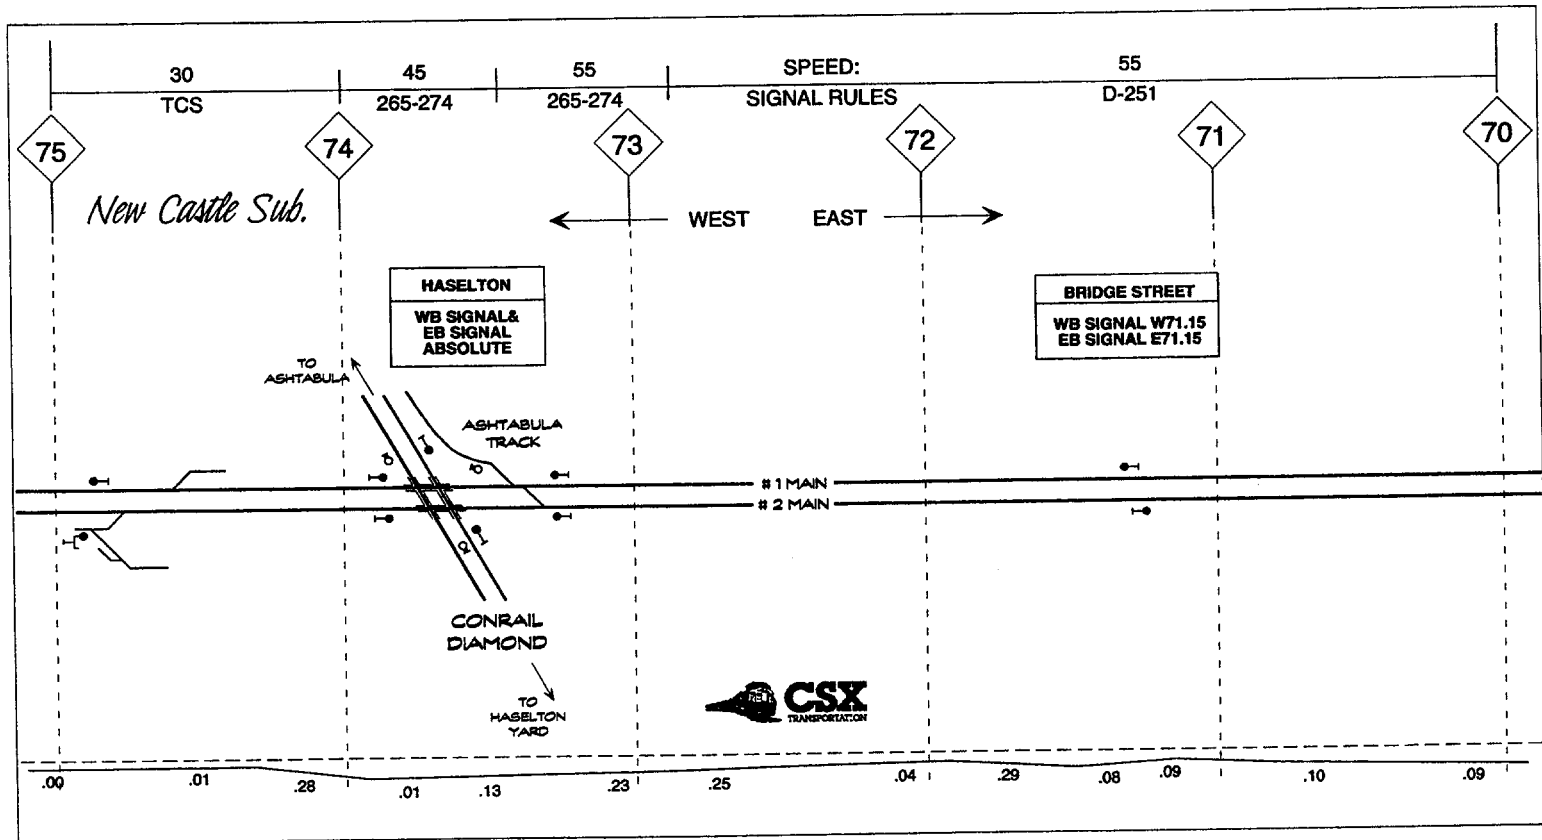 30 45 55 SPEED: 55
TCS 265-274 265-274 SIGNAL RULES D-251
75 74 73 72 71 70
New Castle Sub.
WEST EAST
HASELTON
WB SIGNAL&
EB SIGNAL
ABSOLUTE
BRIDGE STREET
WB SIGNAL W71.15
EB SIGNAL E71.15
TO
ASHTABULA
ASHTABULA
TRACK
# 1 MAIN
# 2 MAIN
CONRAIL
DIAMOND
TO
HASELTON
YARD
CSX
TRANSPORTATION
.00 .01 .28 .01 .13 .23 .25 .04 .29 .08 .09 .10 .09